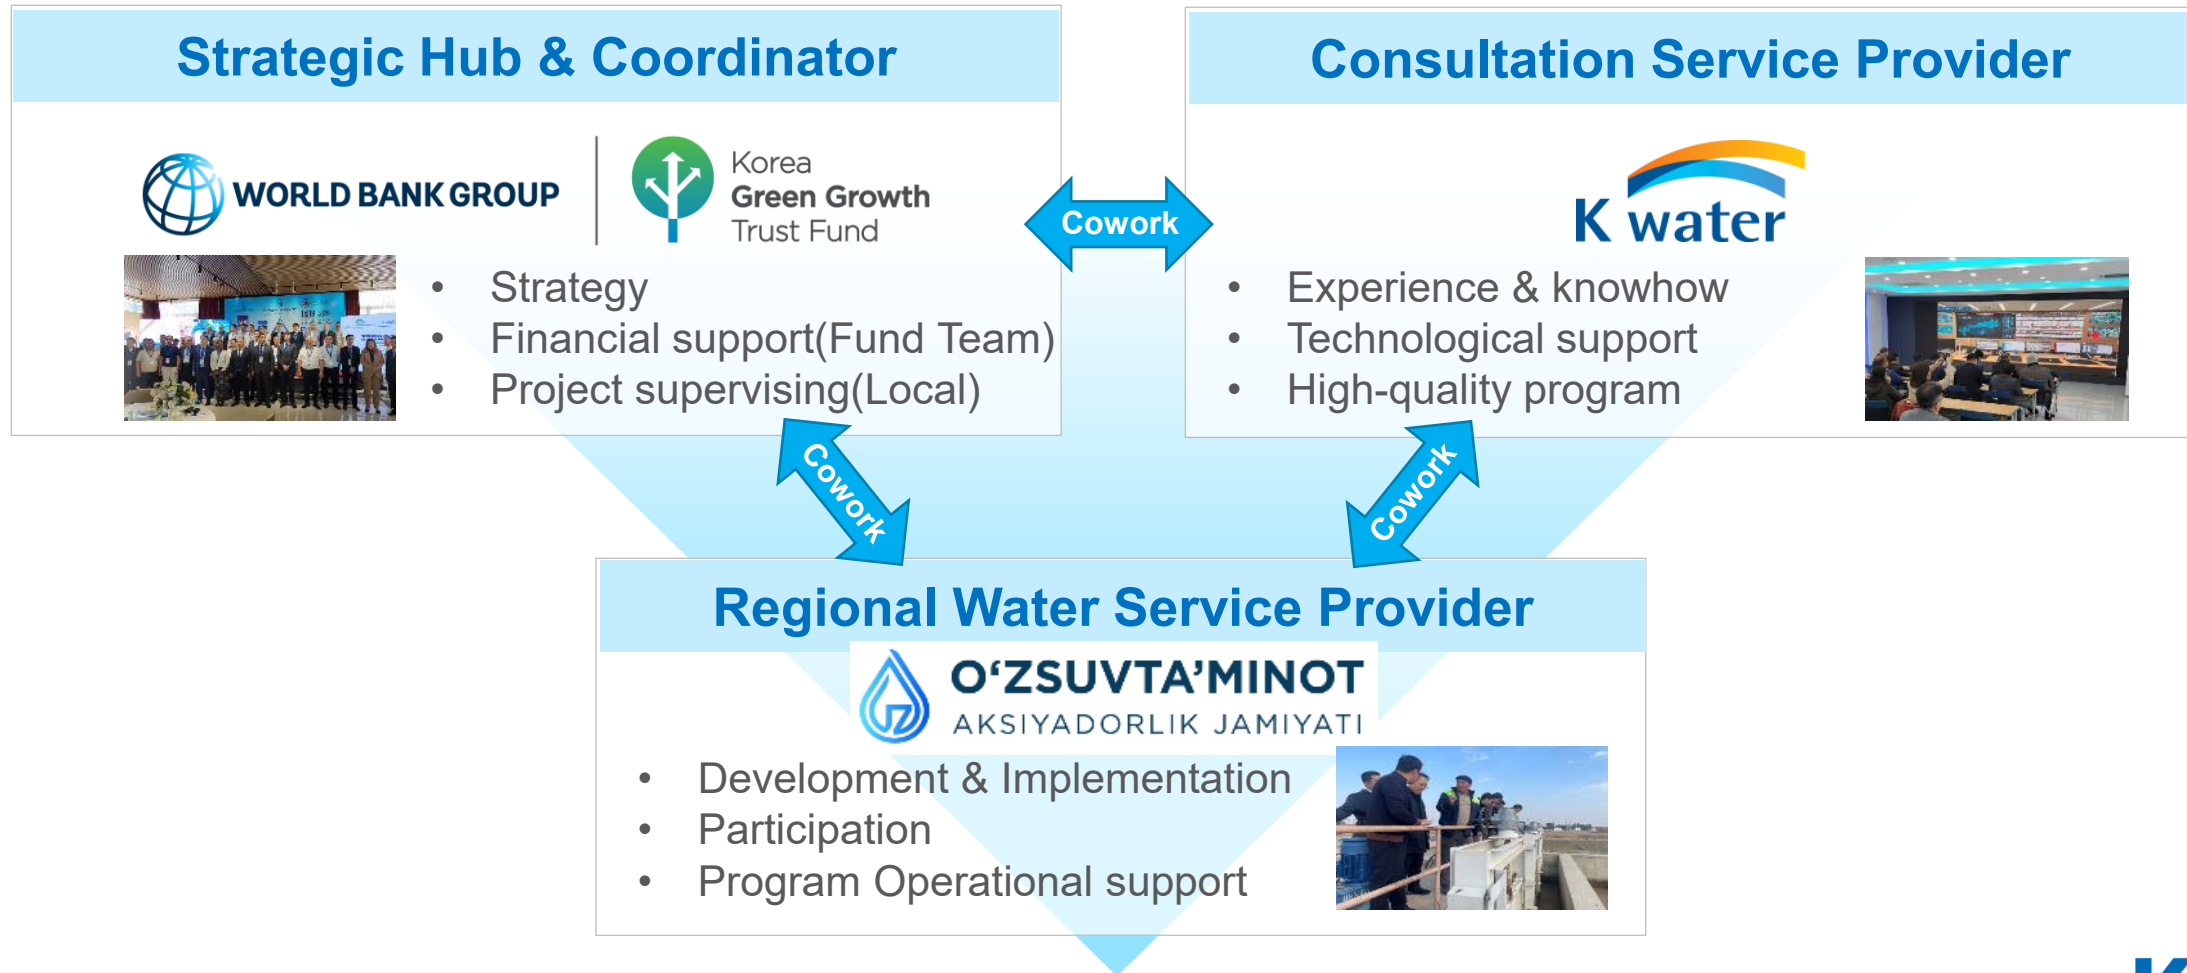 Strategic Hub & Coordinator
WORLD BANK GROUP
Korea
Green Growth
Trust Fund
• Strategy
• Financial support(Fund Team)
• Project supervising(Local)
Cowork
Consultation Service Provider
K water
• Experience & knowhow
• Technological support
• High-quality program
Cowork
Cowork
Regional Water Service Provider
O‘ZSUVTA’MINOT
AKSIYADORLIK JAMIYATI
• Development & Implementation
• Participation
• Program Operational support